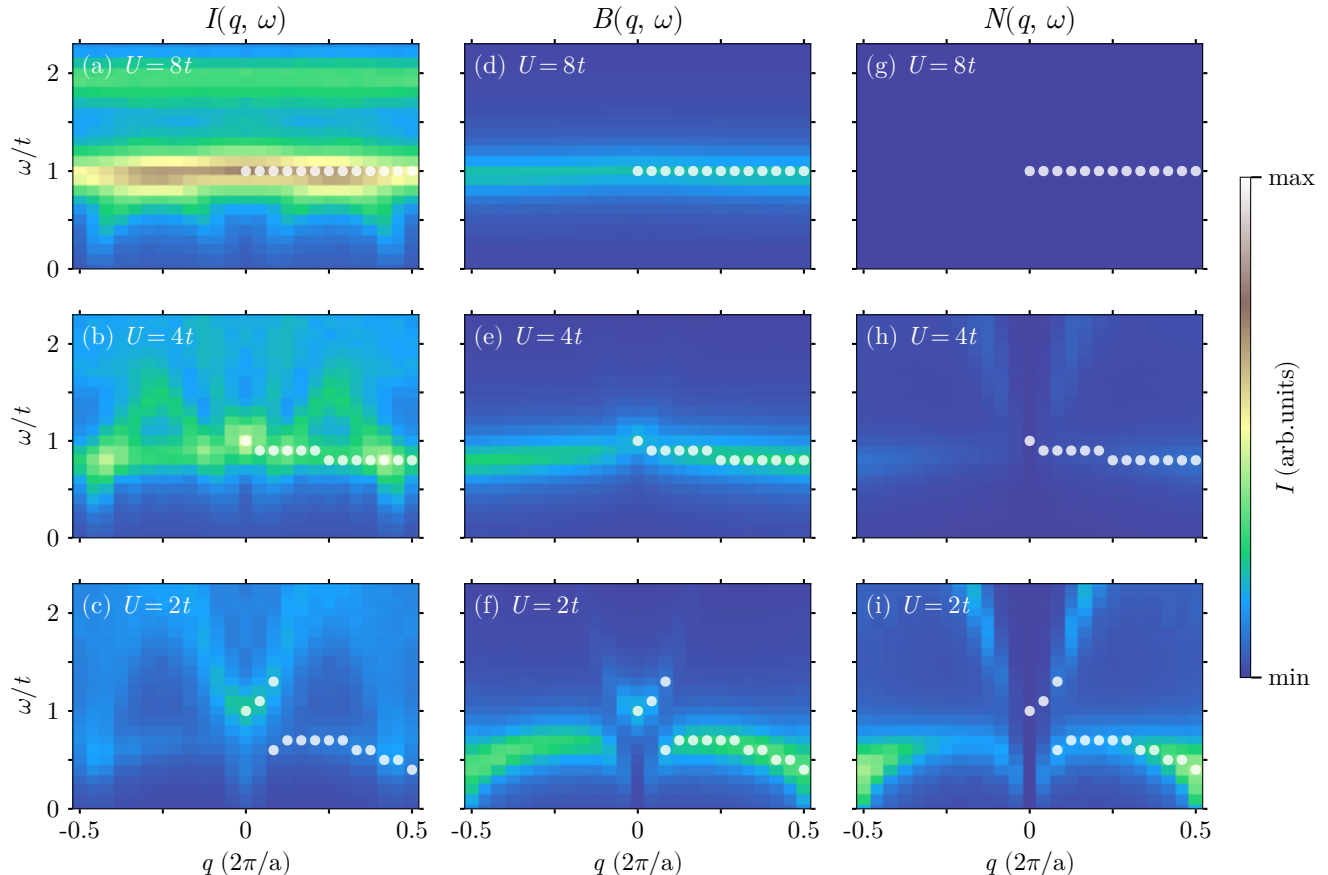 I(q, ω)
B(q, ω)
N(q, ω)
(a) U = 8t
(d) U = 8t
(g) U = 8t
2
1
0
ω/t
(b) U = 4t
(e) U = 4t
(h) U = 4t
2
1
0
ω/t
(c) U = 2t
(f) U = 2t
(i) U = 2t
2
1
0
ω/t
-0.5 0 0.5
-0.5 0 0.5
-0.5 0 0.5
q (2π/a)
q (2π/a)
q (2π/a)
max
min
I (arb.units)